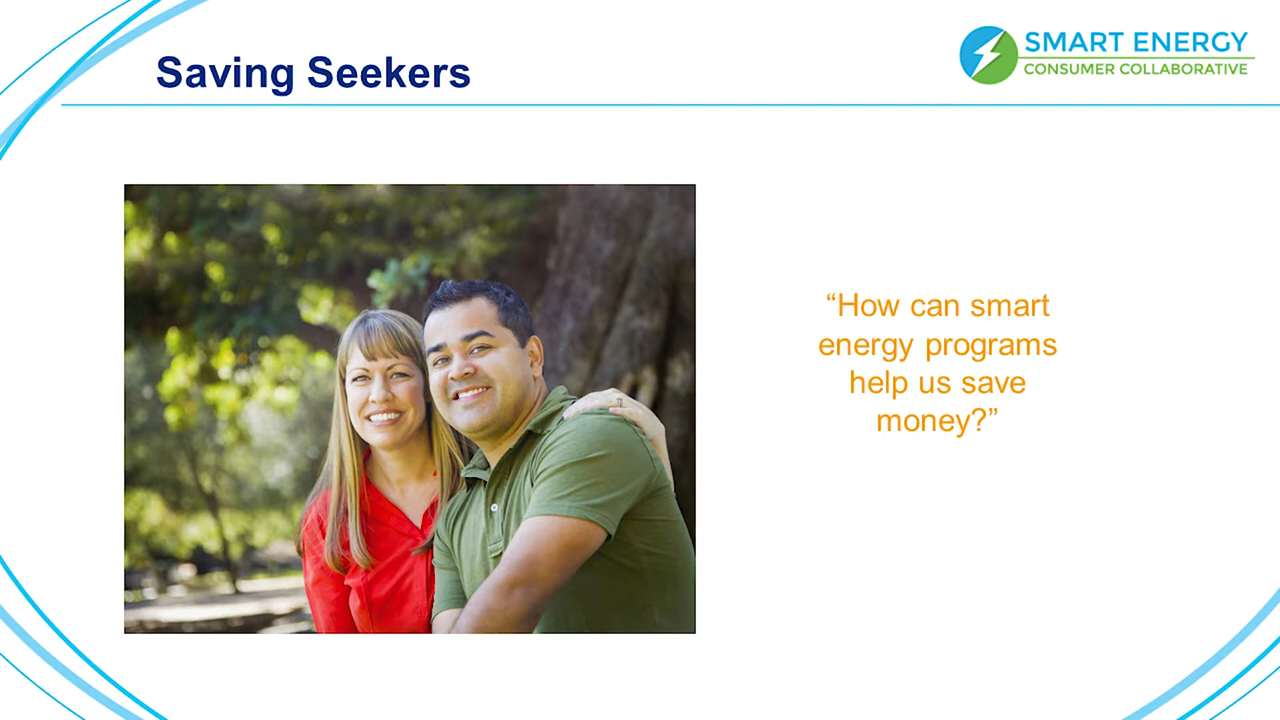 Saving Seekers
SMART ENERGY
CONSUMER COLLABORATIVE
“How can smart
energy programs
help us save
money?”